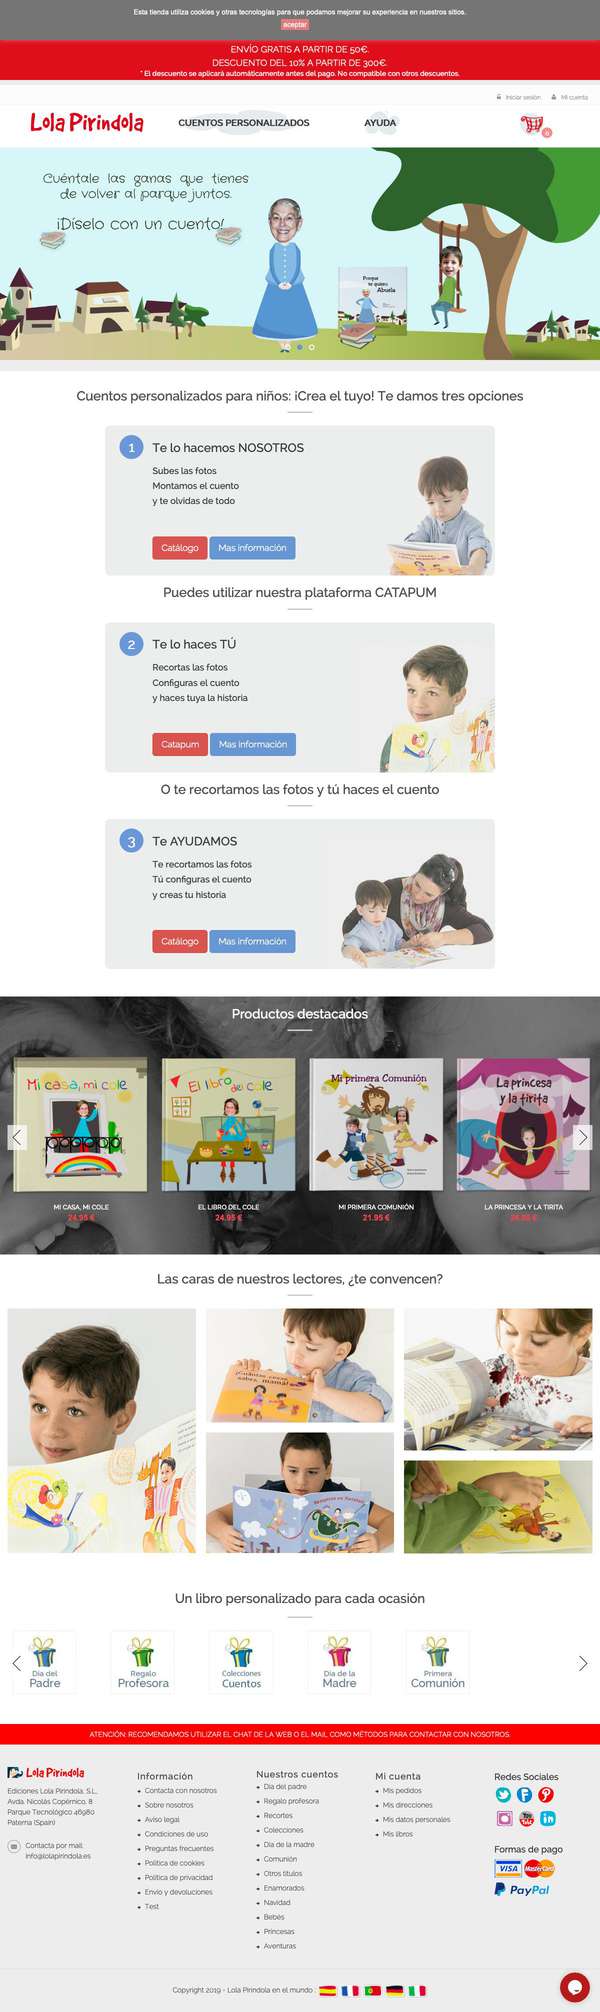 Esta tienda utiliza cookies y otras tecnologías para que podamos mejorar su experiencia en nuestros sitios.
aceptar
ENVÍO GRATIS A PARTIR DE 50€.
DESCUENTO DEL 10% A PARTIR DE 300€.
* El descuento se aplicará automáticamente antes del pago. No compatible con otros descuentos.
Iniciar sesión
Mi cuenta
Lola Pirindola
CUENTOS PERSONALIZADOS
AYUDA
0
Cuéntale las ganas que tienes
de volver al parque juntos.
¡Díselo con un cuento!
Porque
te quiero
Abuela
Cuentos personalizados para niños: ¡Crea el tuyo! Te damos tres opciones
1
Te lo hacemos NOSOTROS
Subes las fotos
Montamos el cuento
y te olvidas de todo
Catálogo
Mas información
Puedes utilizar nuestra plataforma CATAPUM
2
Te lo haces TÚ
Recortas las fotos
Configuras el cuento
y haces tuya la historia
Catapum
Mas información
O te recortamos las fotos y tú haces el cuento
3
Te AYUDAMOS
Te recortamos las fotos
Tú configuras el cuento
y creas tu historia
Catálogo
Mas información
Productos destacados
Mi casa, mi cole
El libro del cole
Mi primera Comunión
La princesa
y la tirita
MI CASA, MI COLE
24.95 €
EL LIBRO DEL COLE
24.95 €
MI PRIMERA COMUNIÓN
21.95 €
LA PRINCESA Y LA TIRITA
Las caras de nuestros lectores, ¿te convencen?
¿Cuántas cosas
sabes, mamá?
Un libro personalizado para cada ocasión
Día del
Padre
Regalo
Profesora
Colecciones
Cuentos
Día de la
Madre
Primera
Comunión
ATENCIÓN: RECOMENDAMOS UTILIZAR EL CHAT DE LA WEB O EL MAIL COMO MÉTODOS PARA CONTACTAR CON NOSOTROS.
Lola Pirindola
Ediciones Lola Pirindola, S.L.,
Avda. Nicolás Copérnico, 8
Parque Tecnológico 46980
Paterna (Spain)
Contacta por mail
info@lolapirindola.es
Información
Contacta con nosotros
Sobre nosotros
Aviso legal
Condiciones de uso
Preguntas frecuentes
Política de cookies
Política de privacidad
Envío y devoluciones
Test
Nuestros cuentos
Día del padre
Regalo profesora
Recortes
Colecciones
Día de la madre
Comunión
Otros títulos
Enamorados
Navidad
Bebés
Princesas
Aventuras
Mi cuenta
Mis pedidos
Mis direcciones
Mis datos personales
Mis libros
Redes Sociales
You Tube
in
Formas de pago
VISA
MasterCard
PayPal
Copyright 2019 - Lola Pirindola en el mundo :